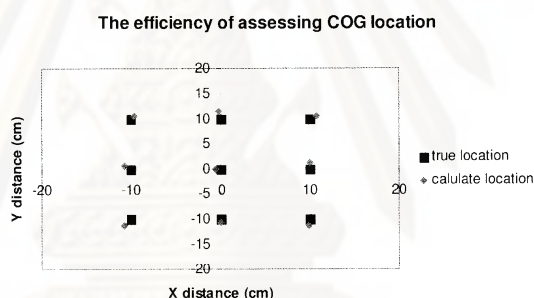 The efficiency of assessing COG location
20
15
10
5
0
-20 -10 0 10 20
-5
-10
-15
-20
Y distance (cm)
X distance (cm)
true location
calulate location